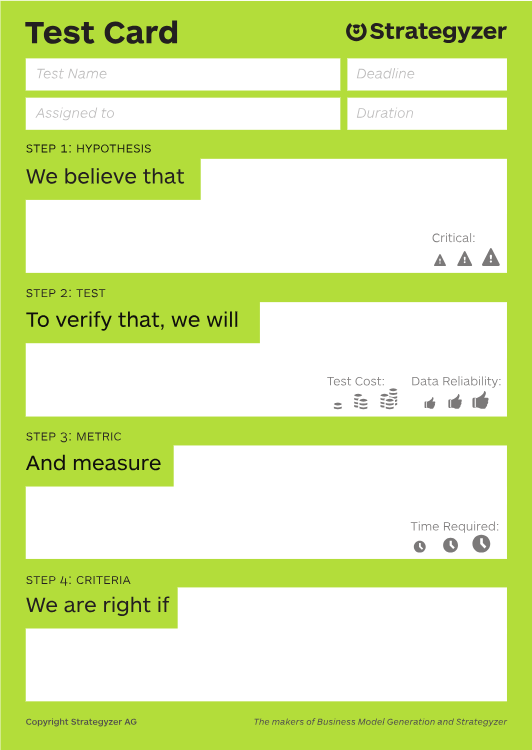 Test Card
Strategyzer
Test Name
Deadline
Assigned to
Duration
STEP 1: HYPOTHESIS
We believe that
Critical:
STEP 2: TEST
To verify that, we will
Test Cost:
Data Reliability:
STEP 3: METRIC
And measure
Time Required:
STEP 4: CRITERIA
We are right if
Copyright Strategyzer AG
The makers of Business Model Generation and Strategyzer